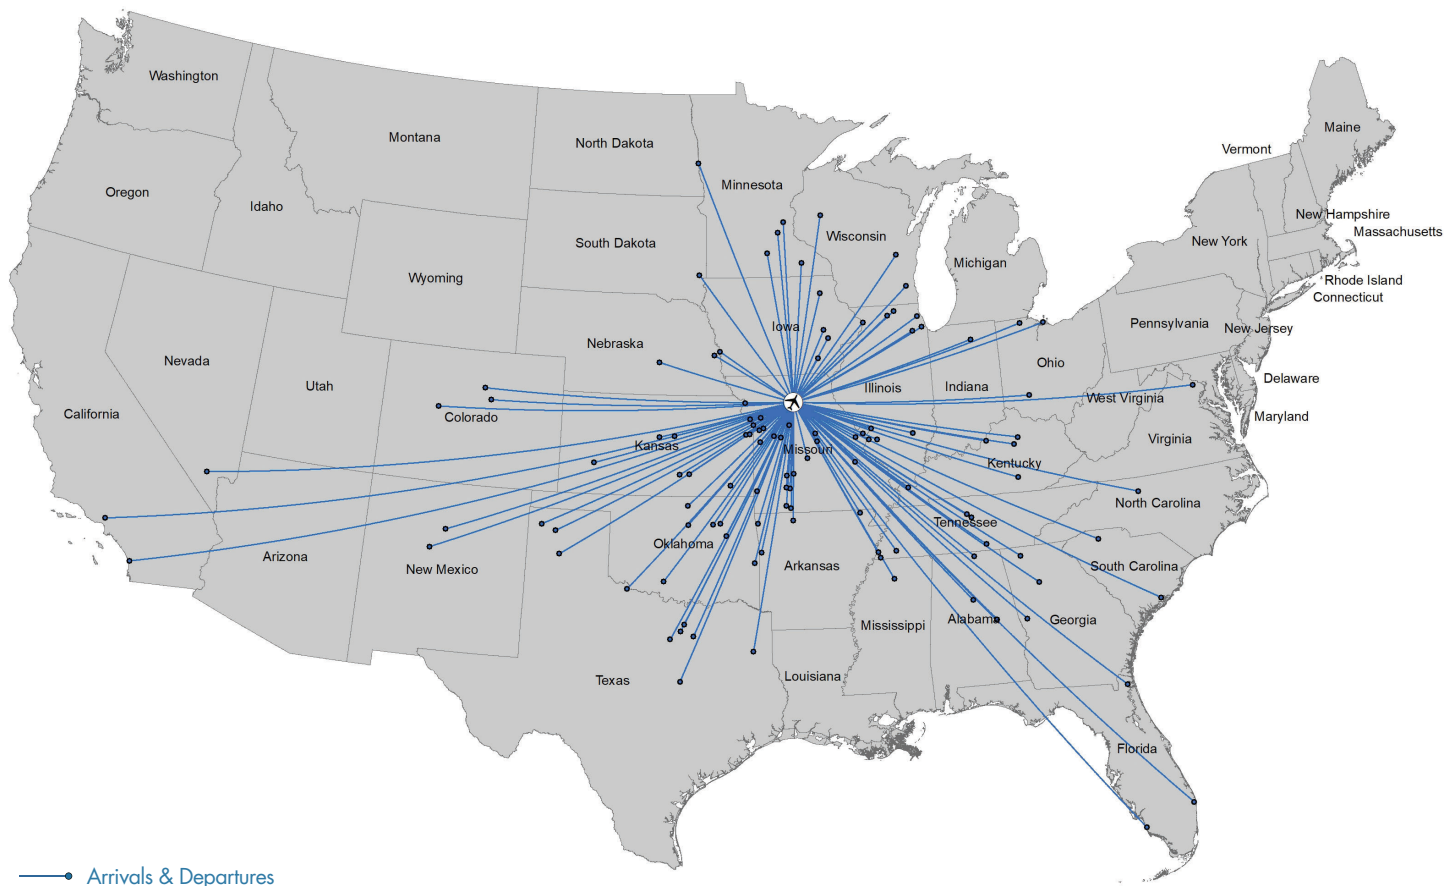 Washington
Montana
North Dakota
Minnesota
Maine
Vermont
Oregon
Idaho
New Hampshire
Massachusetts
South Dakota
Wisconsin
New York
Michigan
Wyoming
Rhode Island
Connecticut
Iowa
Pennsylvania
New Jersey
Nebraska
Nevada
Ohio
Utah
Illinois
Indiana
Delaware
West Virginia
California
Colorado
Maryland
Virginia
Kansas
Missouri
Kentucky
North Carolina
Tennessee
Oklahoma
Arizona
New Mexico
Arkansas
South Carolina
Mississippi
Alabama
Georgia
Texas
Louisiana
Florida
Arrivals & Departures